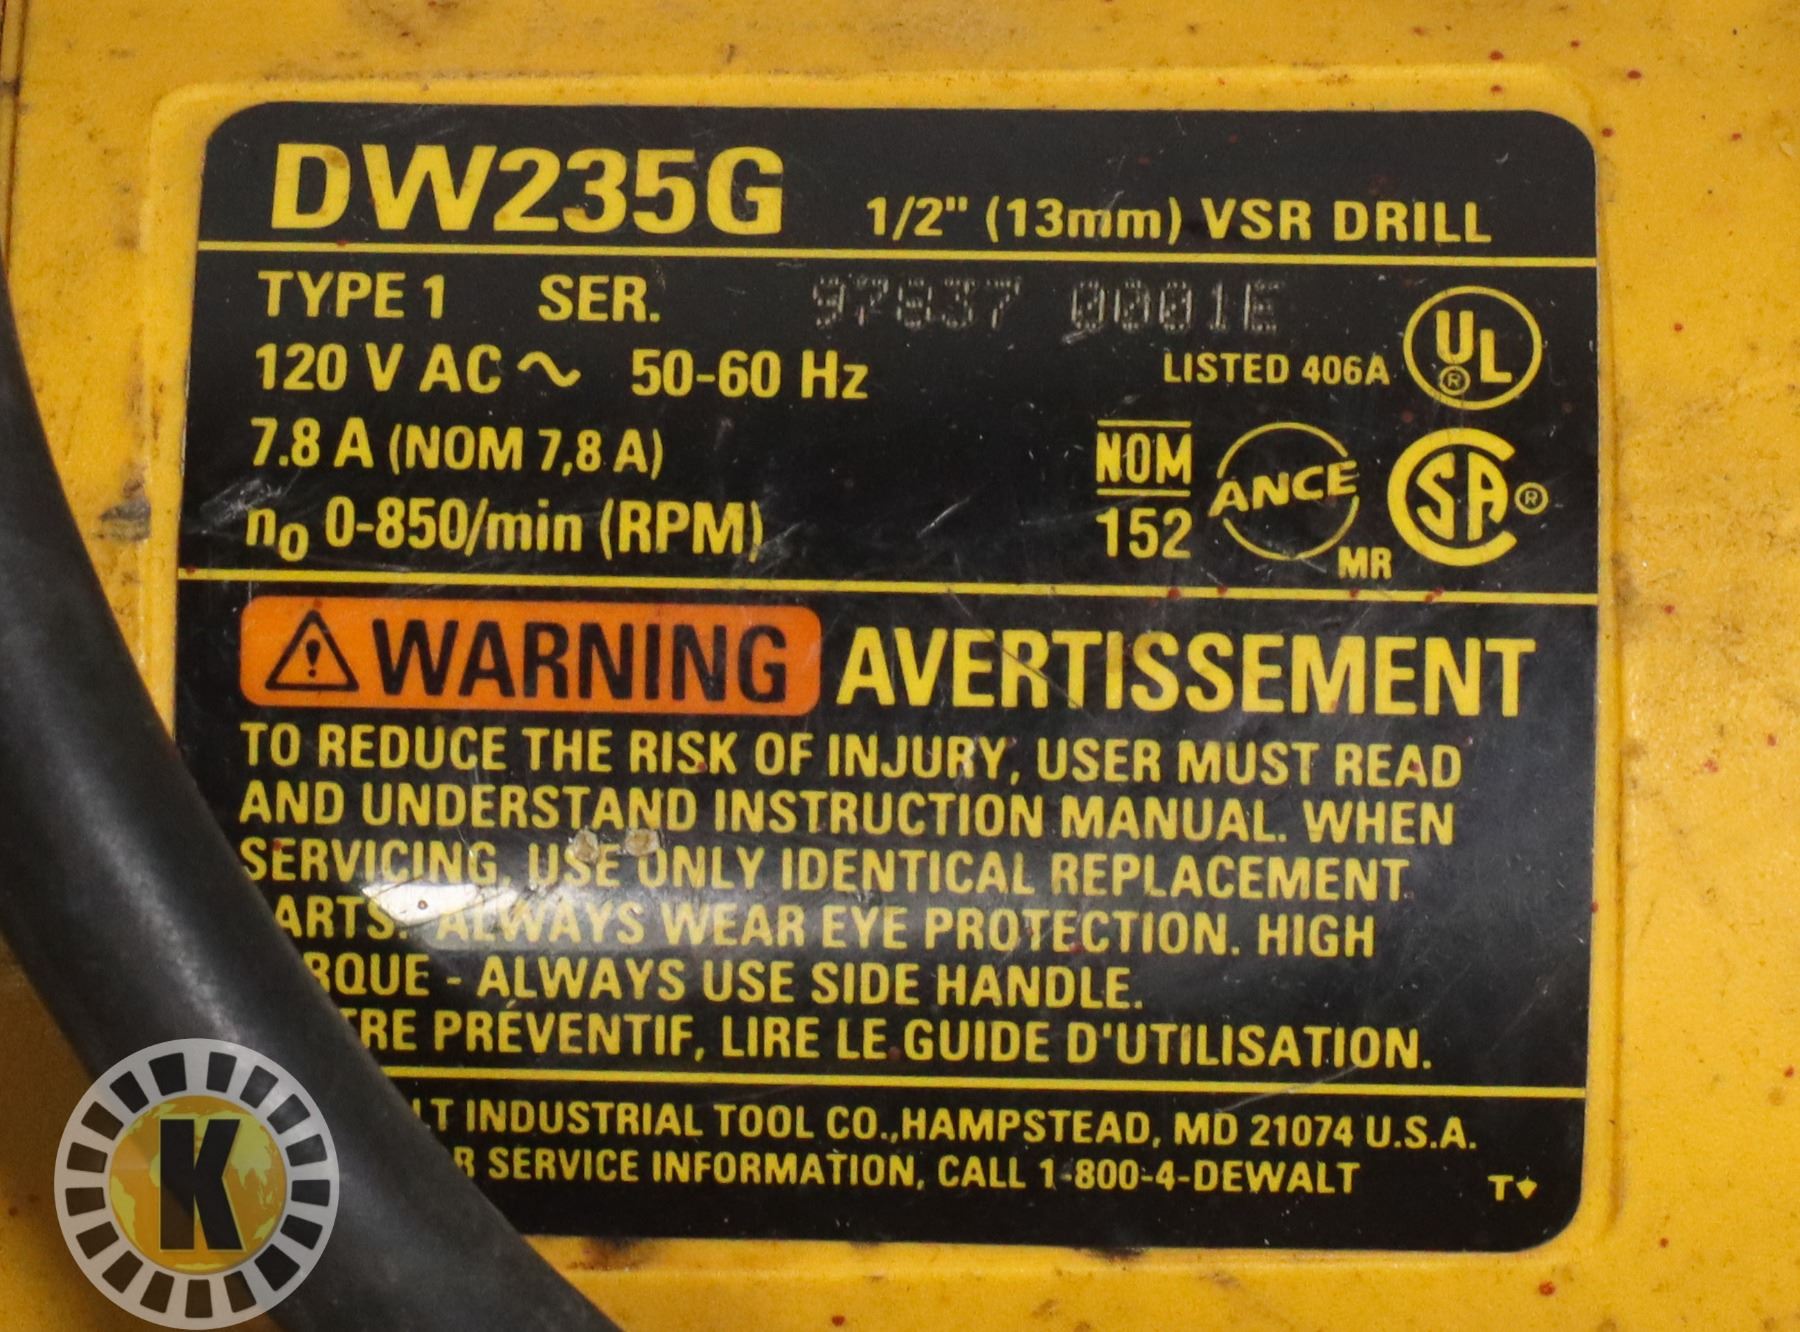 DW235G 1/2" (13mm) VSR DRILL
TYPE 1 SER. 97837 0001E
120 V AC ~ 50-60 Hz LISTED 406A UL ®
7.8 A (NOM 7,8 A) NOM ANCE SA ®
n₀ 0-850/min (RPM) 152 MR
WARNING AVERTISSEMENT
TO REDUCE THE RISK OF INJURY, USER MUST READ
AND UNDERSTAND INSTRUCTION MANUAL. WHEN
SERVICING, USE ONLY IDENTICAL REPLACEMENT
ARTS. ALWAYS WEAR EYE PROTECTION. HIGH
RQUE - ALWAYS USE SIDE HANDLE.
TRE PRÉVENTIF, LIRE LE GUIDE D'UTILISATION.
LT INDUSTRIAL TOOL CO., HAMPSTEAD, MD 21074 U.S.A.
R SERVICE INFORMATION, CALL 1-800-4-DEWALT
T
K